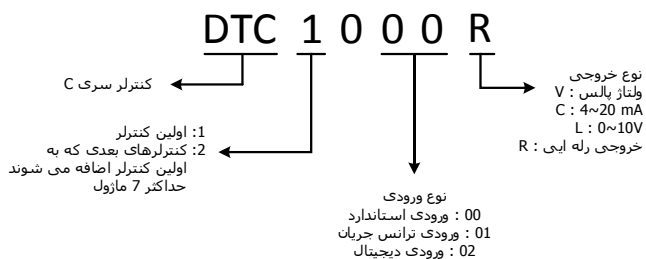 DTC 1 0 0 0 R
کنترلر سری C
1: اولین کنترلر
2: کنترلرهای بعدی که به
اولین کنترلر اضافه می شوند
حداکثر 7 ماژول
نوع ورودی
00 : ورودی استاندارد
01 : ورودی ترانس جریان
02 : ورودی دیجیتال
نوع خروجی
ولتاژ پالس : V
C : 4~20 mA
L : 0~10V
خروجی رله ایی : R